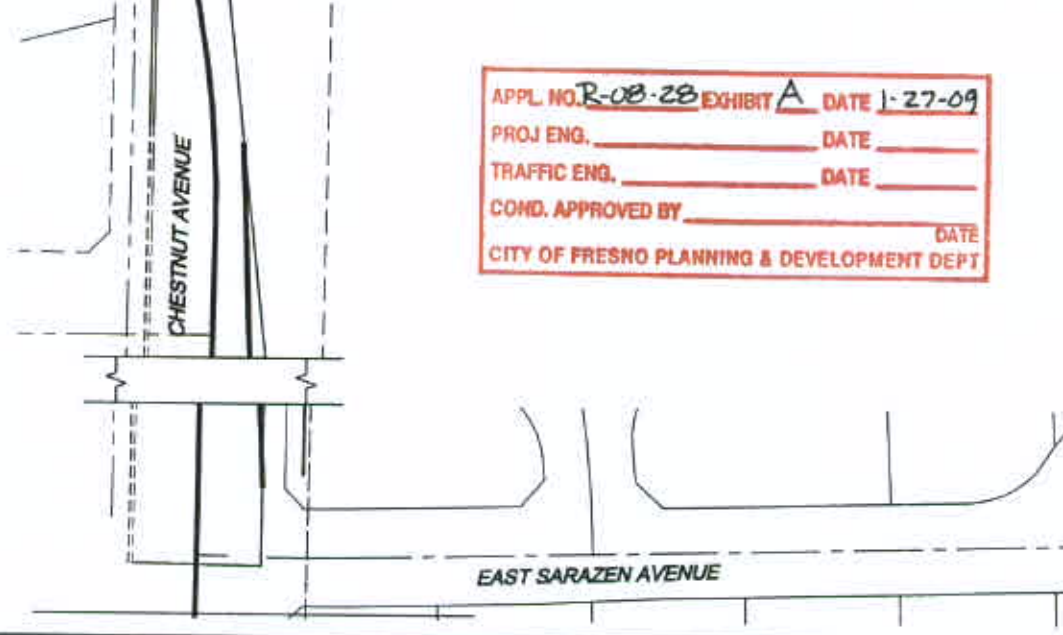 APPL. NO. R-08-28 EXHIBIT A DATE 1-27-09
PROJ ENG. DATE
TRAFFIC ENG. DATE
COND. APPROVED BY
DATE
CITY OF FRESNO PLANNING & DEVELOPMENT DEPT
CHESTNUT AVENUE
EAST SARAZEN AVENUE